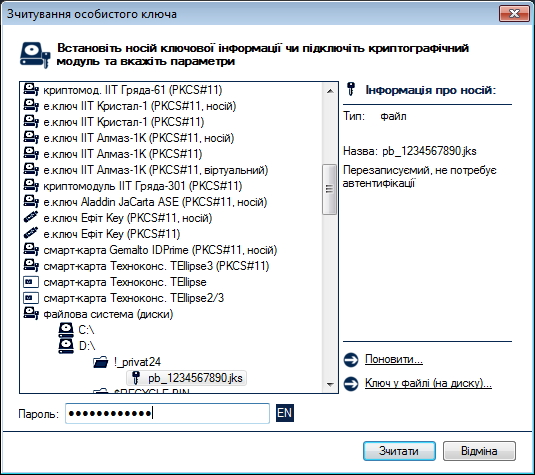 Зчитування особистого ключа
Встановіть носій ключової інформації чи підключіть криптографічний
модуль та вкажіть параметри
криптомод. ІІТ Гряда-61 (PKCS#11)
е.ключ ІІТ Кристал-1 (PKCS#11, носій)
е.ключ ІІТ Кристал-1 (PKCS#11)
е.ключ ІІТ Алмаз-1К (PKCS#11, носій)
е.ключ ІІТ Алмаз-1К (PKCS#11)
е.ключ ІІТ Алмаз-1К (PKCS#11, віртуальний)
криптомодуль ІІТ Гряда-301 (PKCS#11)
е.ключ Aladdin JaCarta ASE (PKCS#11, носій)
е.ключ Ефіт Key (PKCS#11, носій)
е.ключ Ефіт Key (PKCS#11)
смарт-карта Gemalto IDPrime (PKCS#11, носій)
смарт-карта Техноконс. TEllipse3 (PKCS#11)
смарт-карта Техноконс. TEllipse
смарт-карта Техноконс. TEllipse2/3
файлова система (диски)
C:\
D:\
!_privat24
pb_1234567890.jks
$RECYCLE.BIN
Інформація про носій:
Тип: Файл
Назва: pb_1234567890.jks
Перезаписуємий, не потребує
автентифікації
Поновити...
Ключ у файлі (на диску)...
Пароль: ●●●●●●●●●●●● EN
Зчитати Відміна